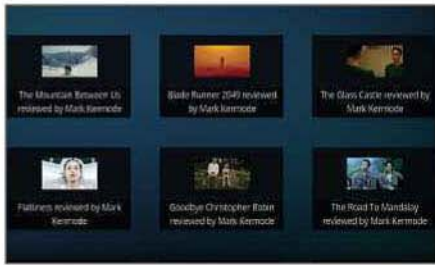 The Mountain Between Us
reviewed by Mark Kermode
Blade Runner 2049 reviewed
by Mark Kermode
The Glass Castle reviewed by
Mark Kermode
Flatliners reviewed by Mark
Kermode
Goodbye Christopher Robin
reviewed by Mark Kermode
The Road To Mandalay
reviewed by Mark Kermode